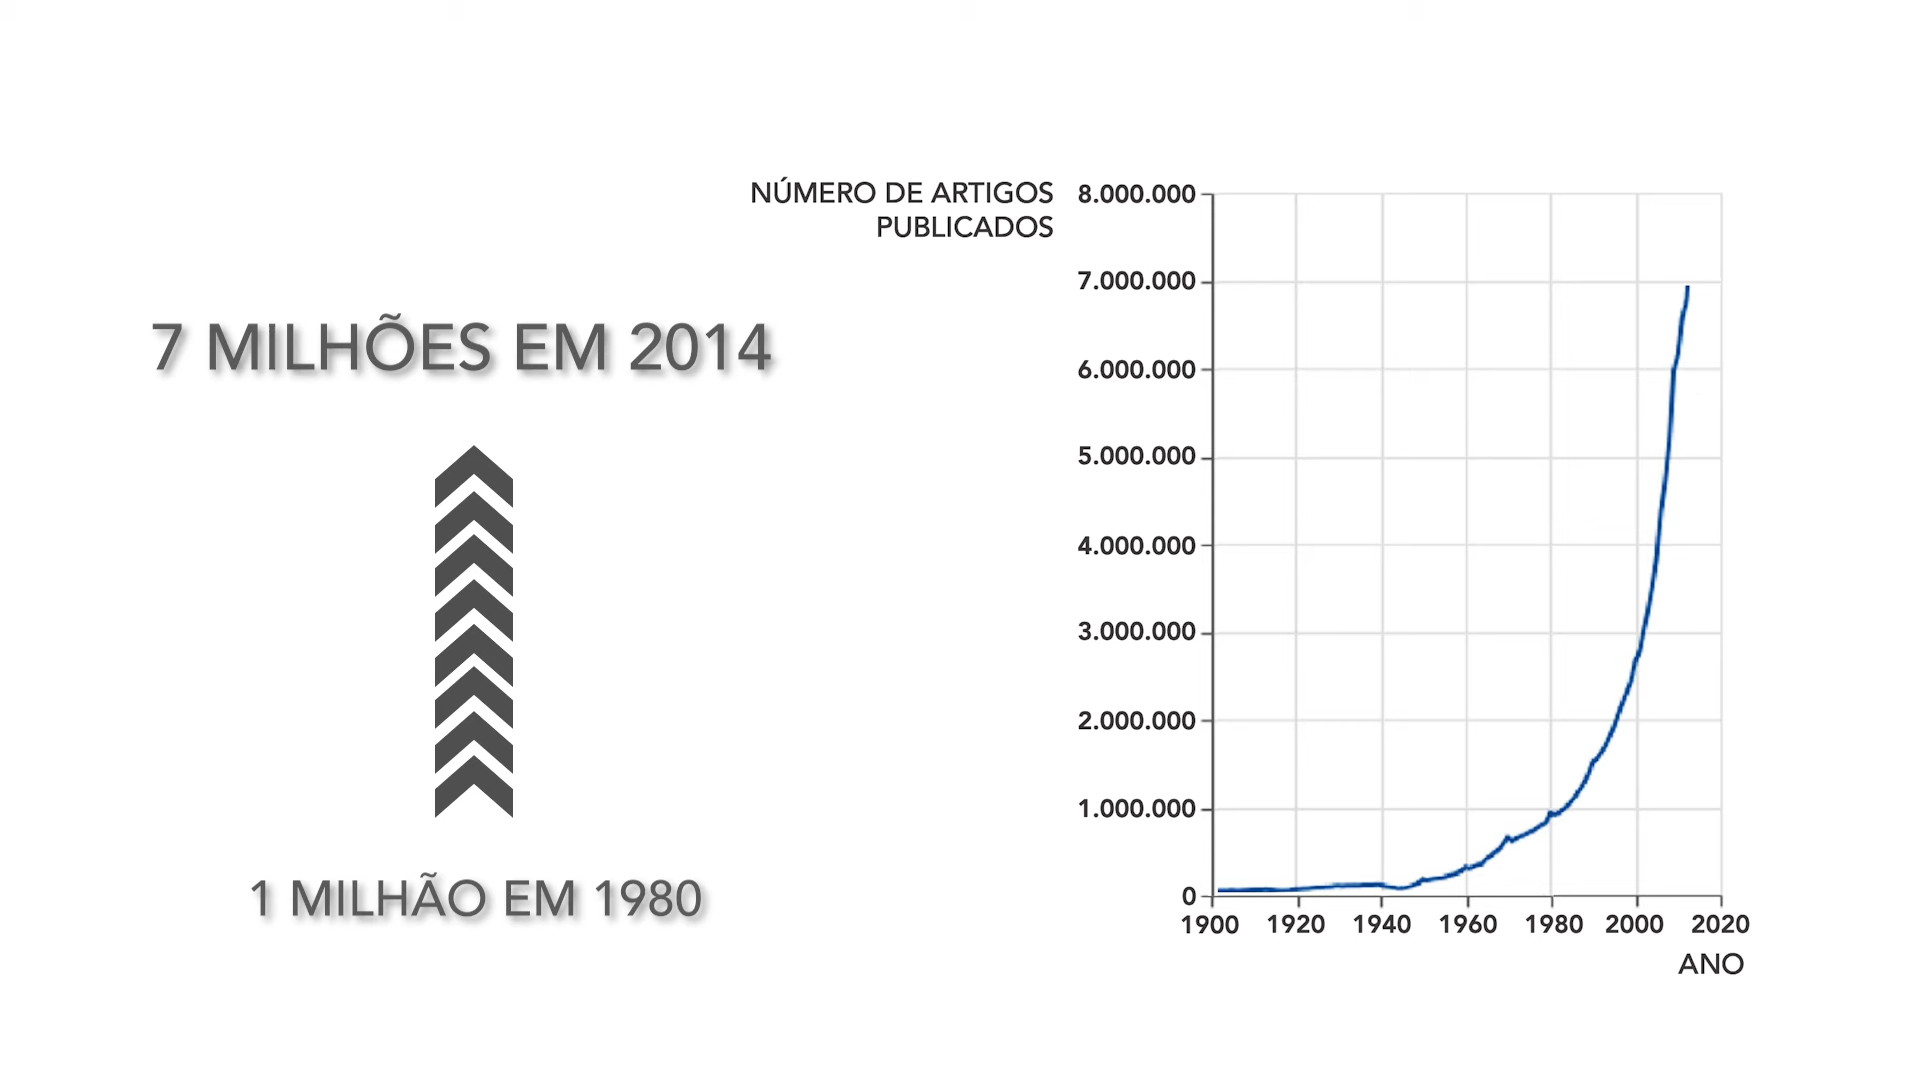 7 MILHÕES EM 2014
1 MILHÃO EM 1980
NÚMERO DE ARTIGOS
PUBLICADOS
8.000.000
7.000.000
6.000.000
5.000.000
4.000.000
3.000.000
2.000.000
1.000.000
0
1900 1920 1940 1960 1980 2000 2020
ANO